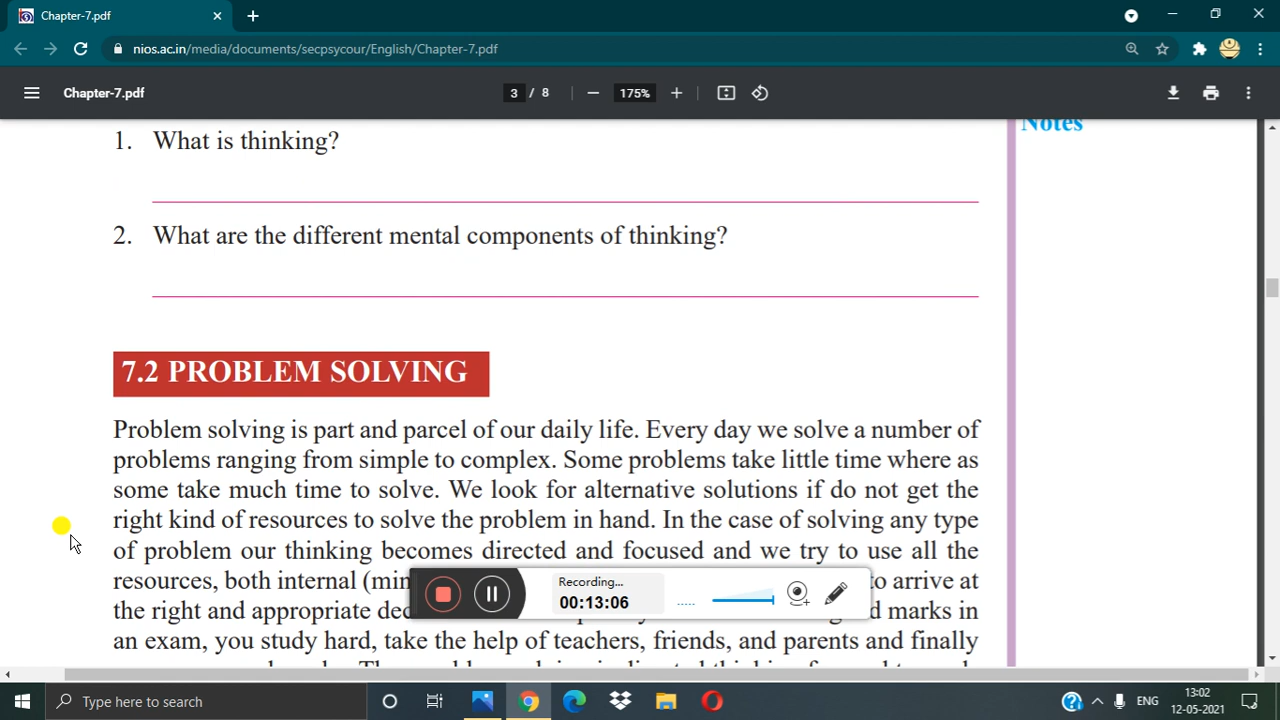 Chapter-7.pdf
nios.ac.in/media/documents/secpsycour/English/Chapter-7.pdf
Chapter-7.pdf
3 / 8
175%
Notes
1. What is thinking?
2. What are the different mental components of thinking?
7.2 PROBLEM SOLVING
Problem solving is part and parcel of our daily life. Every day we solve a number of
problems ranging from simple to complex. Some problems take little time where as
some take much time to solve. We look for alternative solutions if do not get the
right kind of resources to solve the problem in hand. In the case of solving any type
of problem our thinking becomes directed and focused and we try to use all the
resources, both internal to arrive at
the right and appropriate marks in
an exam, you study hard, take the help of teachers, friends, and parents and finally
Recording...
00:13:06
Type here to search
ENG
13:02
12-05-2021